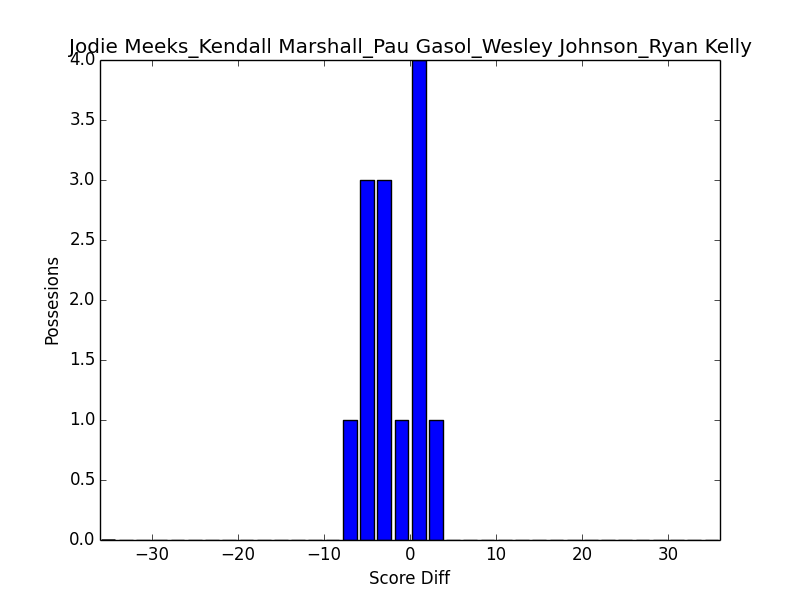 Jodie Meeks_Kendall Marshall_Pau Gasol_Wesley Johnson_Ryan Kelly
4.0
3.5
3.0
2.5
2.0
1.5
1.0
0.5
0.0
Possesions
−30 −20 −10 0 10 20 30
Score Diff